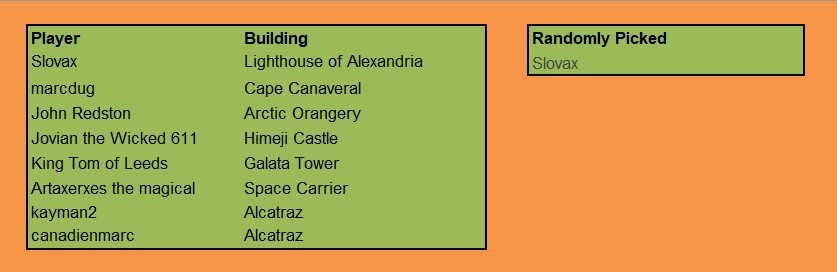 Player Building
Slovax Lighthouse of Alexandria
marcdug Cape Canaveral
John Redston Arctic Orangery
Jovian the Wicked 611 Himeji Castle
King Tom of Leeds Galata Tower
Artaxerxes the magical Space Carrier
kayman2 Alcatraz
canadienmarc Alcatraz
Randomly Picked
Slovax